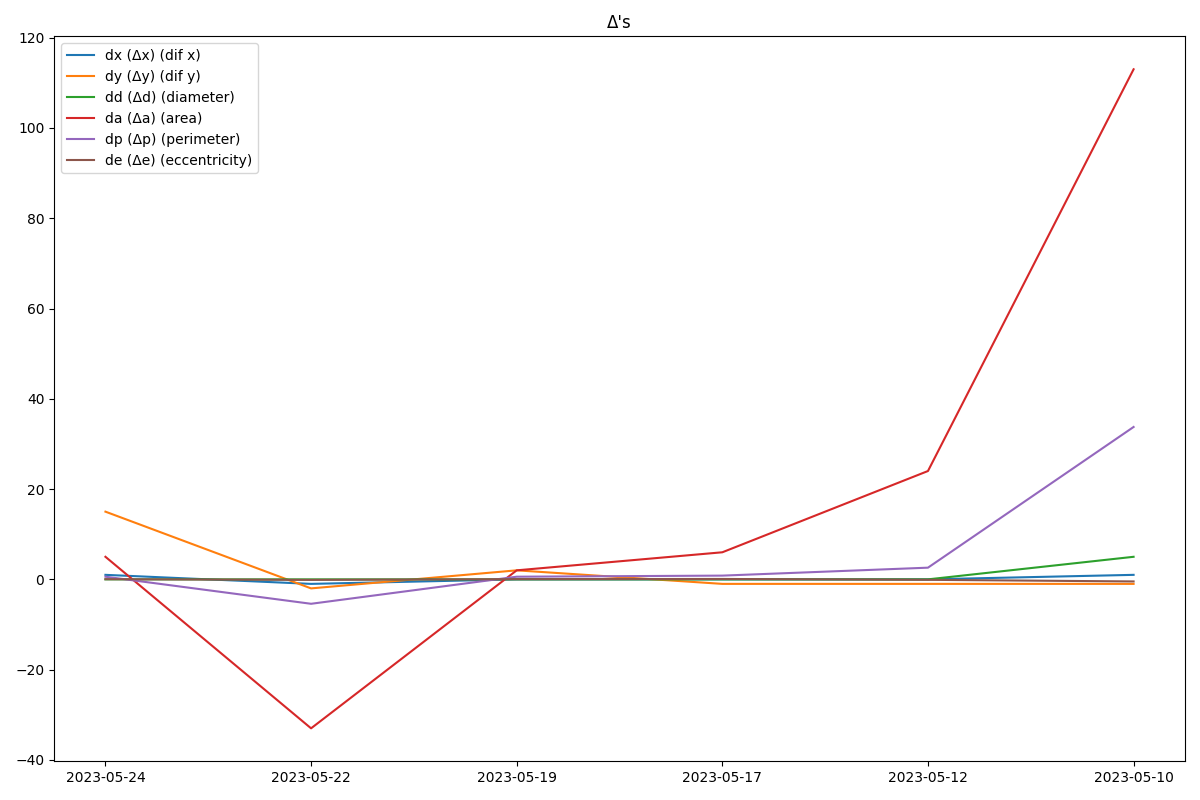 Δ's
120
100
80
60
40
20
0
−20
−40
dx (Δx) (dif x)
dy (Δy) (dif y)
dd (Δd) (diameter)
da (Δa) (area)
dp (Δp) (perimeter)
de (Δe) (eccentricity)
2023-05-24 2023-05-22 2023-05-19 2023-05-17 2023-05-12 2023-05-10